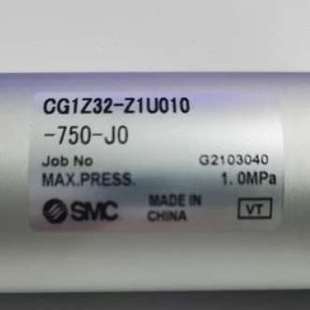 CG1Z32-Z1U010
-750-J0
Job No G2103040
MAX.PRESS. 1.0MPa
SMC MADE IN CHINA VT